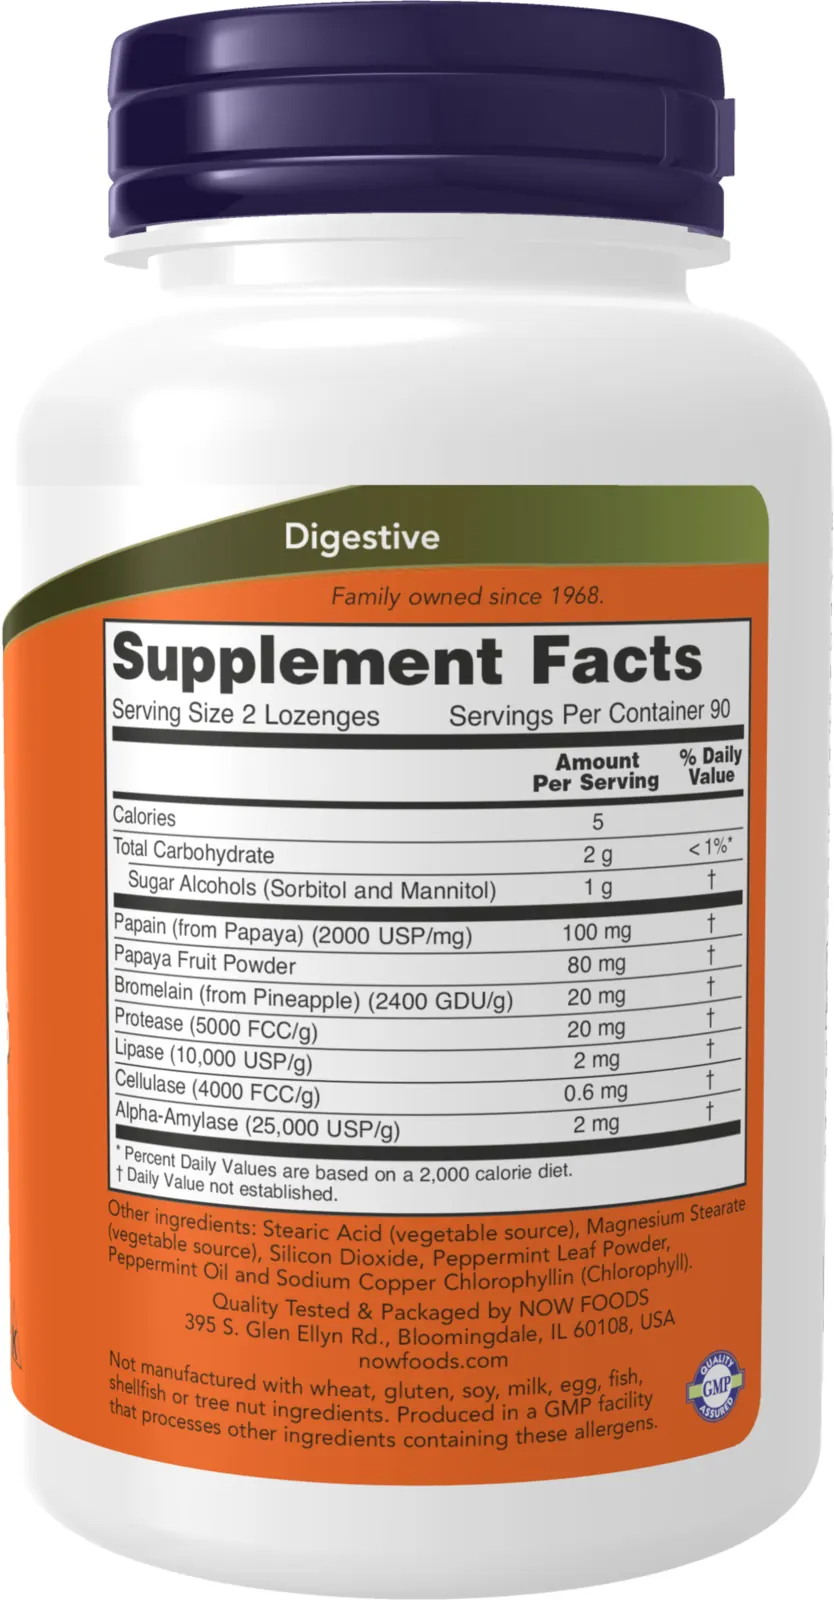 Digestive
Family owned since 1968.
Supplement Facts
Serving Size 2 Lozenges Servings Per Container 90
Amount Per Serving % Daily Value
Calories 5
Total Carbohydrate 2 g < 1%*
Sugar Alcohols (Sorbitol and Mannitol) 1 g †
Papain (from Papaya) (2000 USP/mg) 100 mg †
Papaya Fruit Powder 80 mg †
Bromelain (from Pineapple) (2400 GDU/g) 20 mg †
Protease (5000 FCC/g) 20 mg †
Lipase (10,000 USP/g) 2 mg †
Cellulase (4000 FCC/g) 0.6 mg †
Alpha-Amylase (25,000 USP/g) 2 mg †
* Percent Daily Values are based on a 2,000 calorie diet.
† Daily Value not established.
Other ingredients: Stearic Acid (vegetable source), Magnesium Stearate
(vegetable source), Silicon Dioxide, Peppermint Leaf Powder,
Peppermint Oil and Sodium Copper Chlorophyllin (Chlorophyll).
Quality Tested & Packaged by NOW FOODS
395 S. Glen Ellyn Rd., Bloomingdale, IL 60108, USA
nowfoods.com
Not manufactured with wheat, gluten, soy, milk, egg, fish,
shellfish or tree nut ingredients. Produced in a GMP facility
that processes other ingredients containing these allergens.
QUALITY
GMP
ASSURED